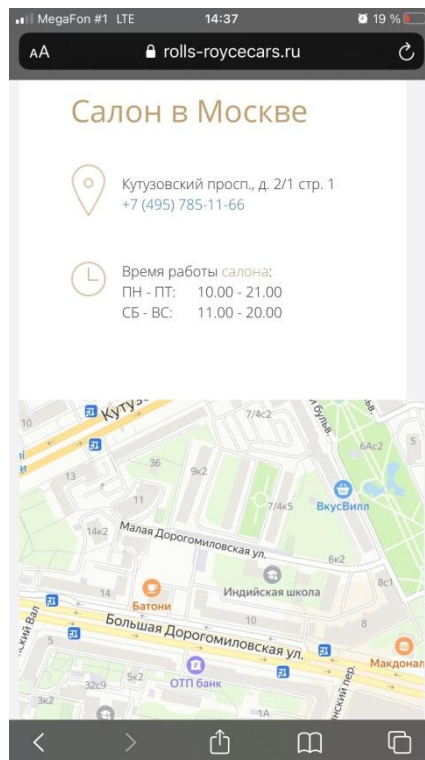 MegaFon #1 LTE 14:37 19 %
AA rolls-roycecars.ru
Салон в Москве
Кутузовский просп., д. 2/1 стр. 1
+7 (495) 785-11-66
Время работы салона:
ПН - ПТ: 10.00 - 21.00
СБ - ВС: 11.00 - 20.00
10
7/4с2
й бульв.
6Ас2
5
36
9к2
13
11
7/4к5
ВкусВилл
14к2
Малая Дорогомиловская ул.
6к2
Индийская школа
8с1
14
Батони
10
8
Большая Дорогомиловская ул.
5
Макдонал
5к2
ОТП банк
32с9
3к2
1А